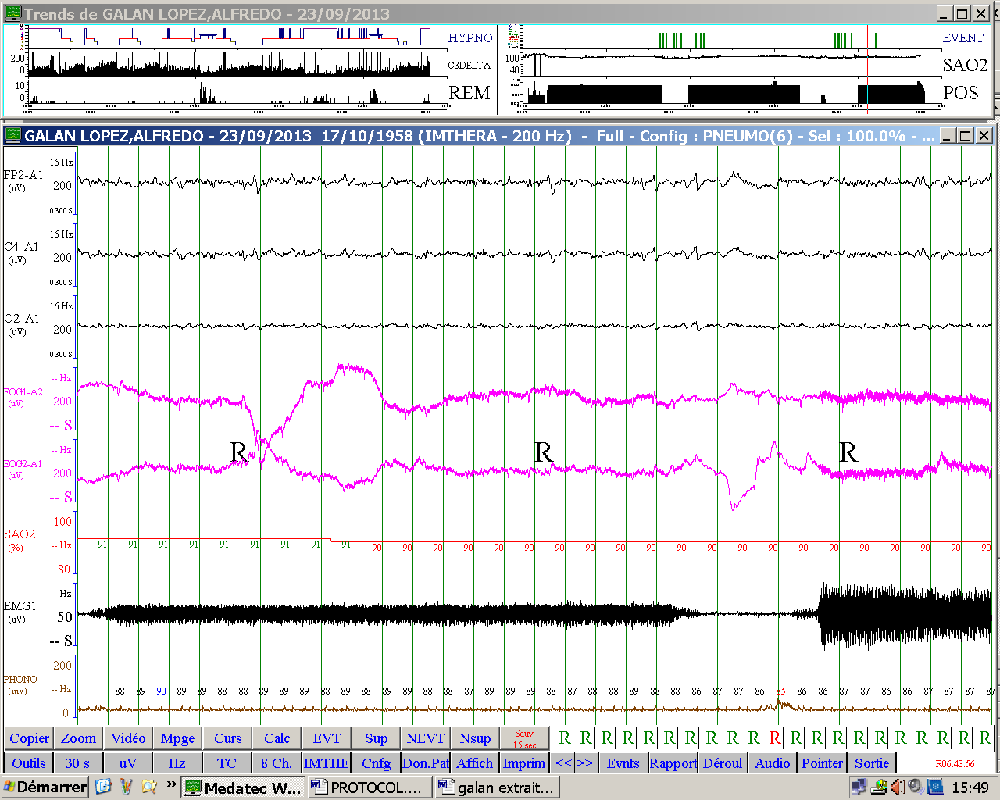 Trends de GALAN LOPEZ,ALFREDO - 23/09/2013
HYPNO
200
0
C3DELTA
10
0
REM
EVENT
100
40
SAO2
POS
GALAN LOPEZ,ALFREDO - 23/09/2013 17/10/1958 (IMTHERA - 200 Hz) - Full - Config : PNEUMO(6) - Sel : 100.0% - ...
16 Hz
FP2-A1
(uV)
200
0.300 S
16 Hz
C4-A1
(uV)
200
0.300 S
16 Hz
O2-A1
(uV)
200
0.300 S
-- Hz
EOG1-A2
(uV)
200
-- S
-- Hz
R R R
EOG2-A1
(uV)
200
-- S
100
SAO2
(%)
-- Hz
80
91 91 91 91 91 91 91 91 91 90 90 90 90 90 90 90 90 90 90 90 90 90 90 90 90 90 90 90 90 90
-- Hz
EMG1
(uV)
50
-- S
200
PHONO
(mV)
-- Hz
0
88 89 90 89 89 88 88 89 89 89 88 89 88 89 88 88 87 89 89 88 87 88 88 89 88 88 86 87 87 86 85 86 86 87 87 86 87 86 87 87 86 87 87
Copier Zoom Vidéo Mpge Curs Calc EVT Sup NEVT Nsup Sauv 15 sec R R R R R R R R R R R R R R R R R R R R R
Outils 30 s uV Hz TC 8 Ch. IMTHE Cnfg Don.Pat Affich Imprim << >> Evnts Rapport Déroul Audio Pointer Sortie R06:43:56
Démarrer » Medatec W... PROTOCOL.... galan extrait... 15:49